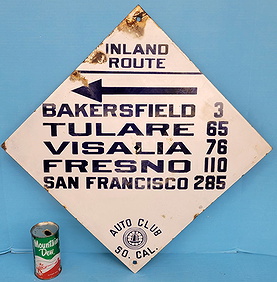 INLAND
ROUTE
BAKERSFIELD 3
TULARE 65
VISALIA 76
FRESNO 110
SAN FRANCISCO 285
AUTO CLUB
SO. CAL.
Mountain
Dew